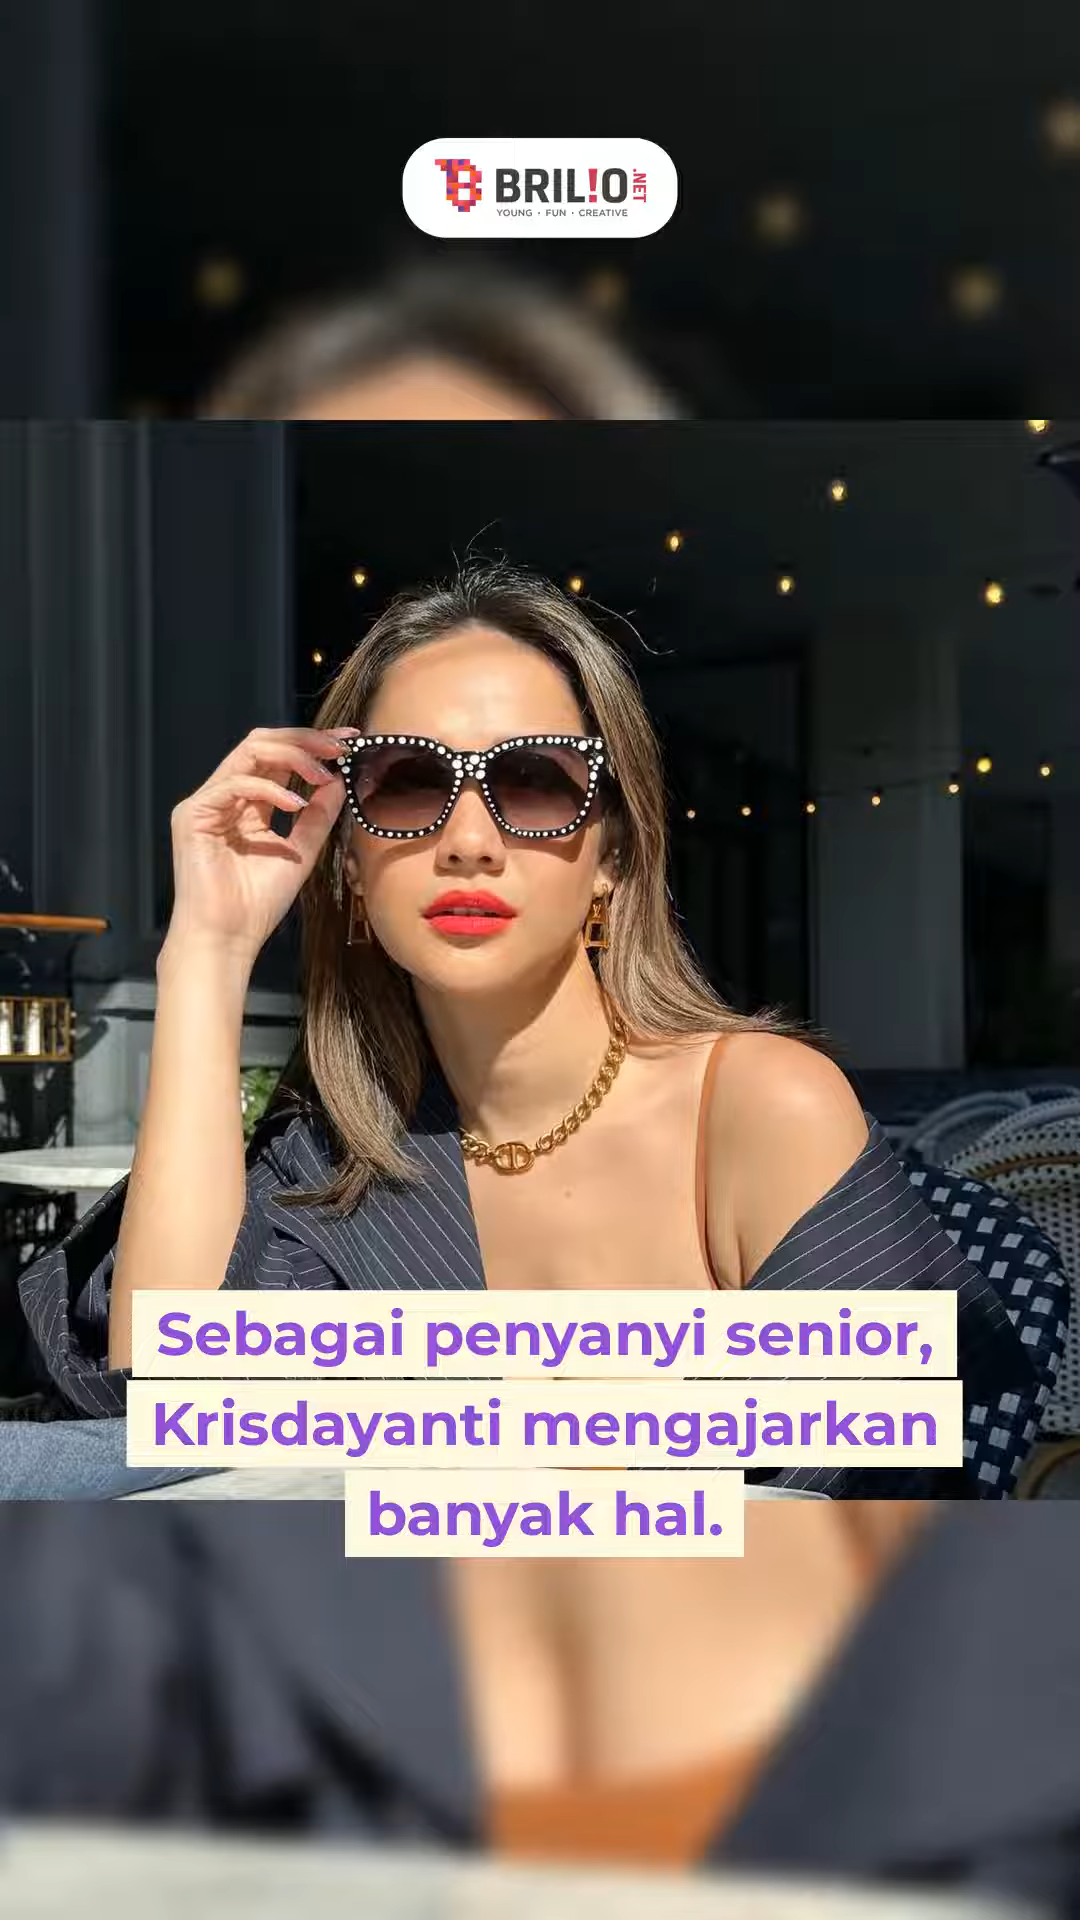 BRIL!O.NET
YOUNG · FUN · CREATIVE
Sebagai penyanyi senior,
Krisdayanti mengajarkan
banyak hal.